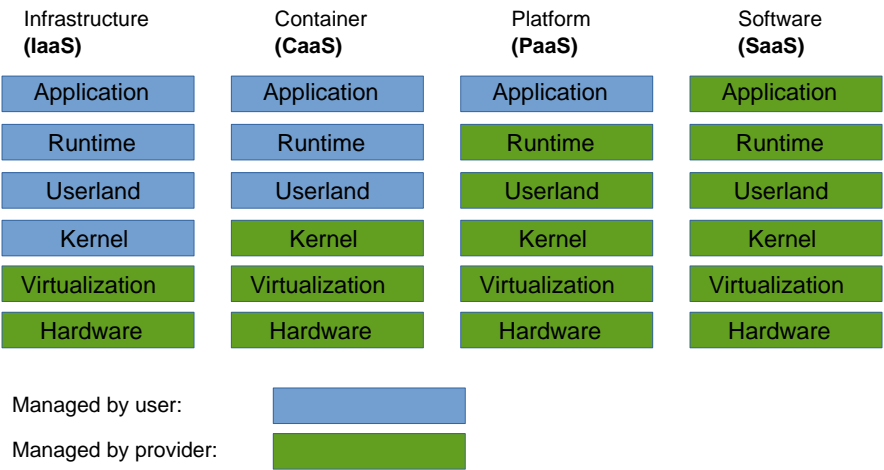 Infrastructure Container Platform Software
(IaaS) (CaaS) (PaaS) (SaaS)
Application Application Application Application
Runtime Runtime Runtime Runtime
Userland Userland Userland Userland
Kernel Kernel Kernel Kernel
Virtualization Virtualization Virtualization Virtualization
Hardware Hardware Hardware Hardware
Managed by user:
Managed by provider: